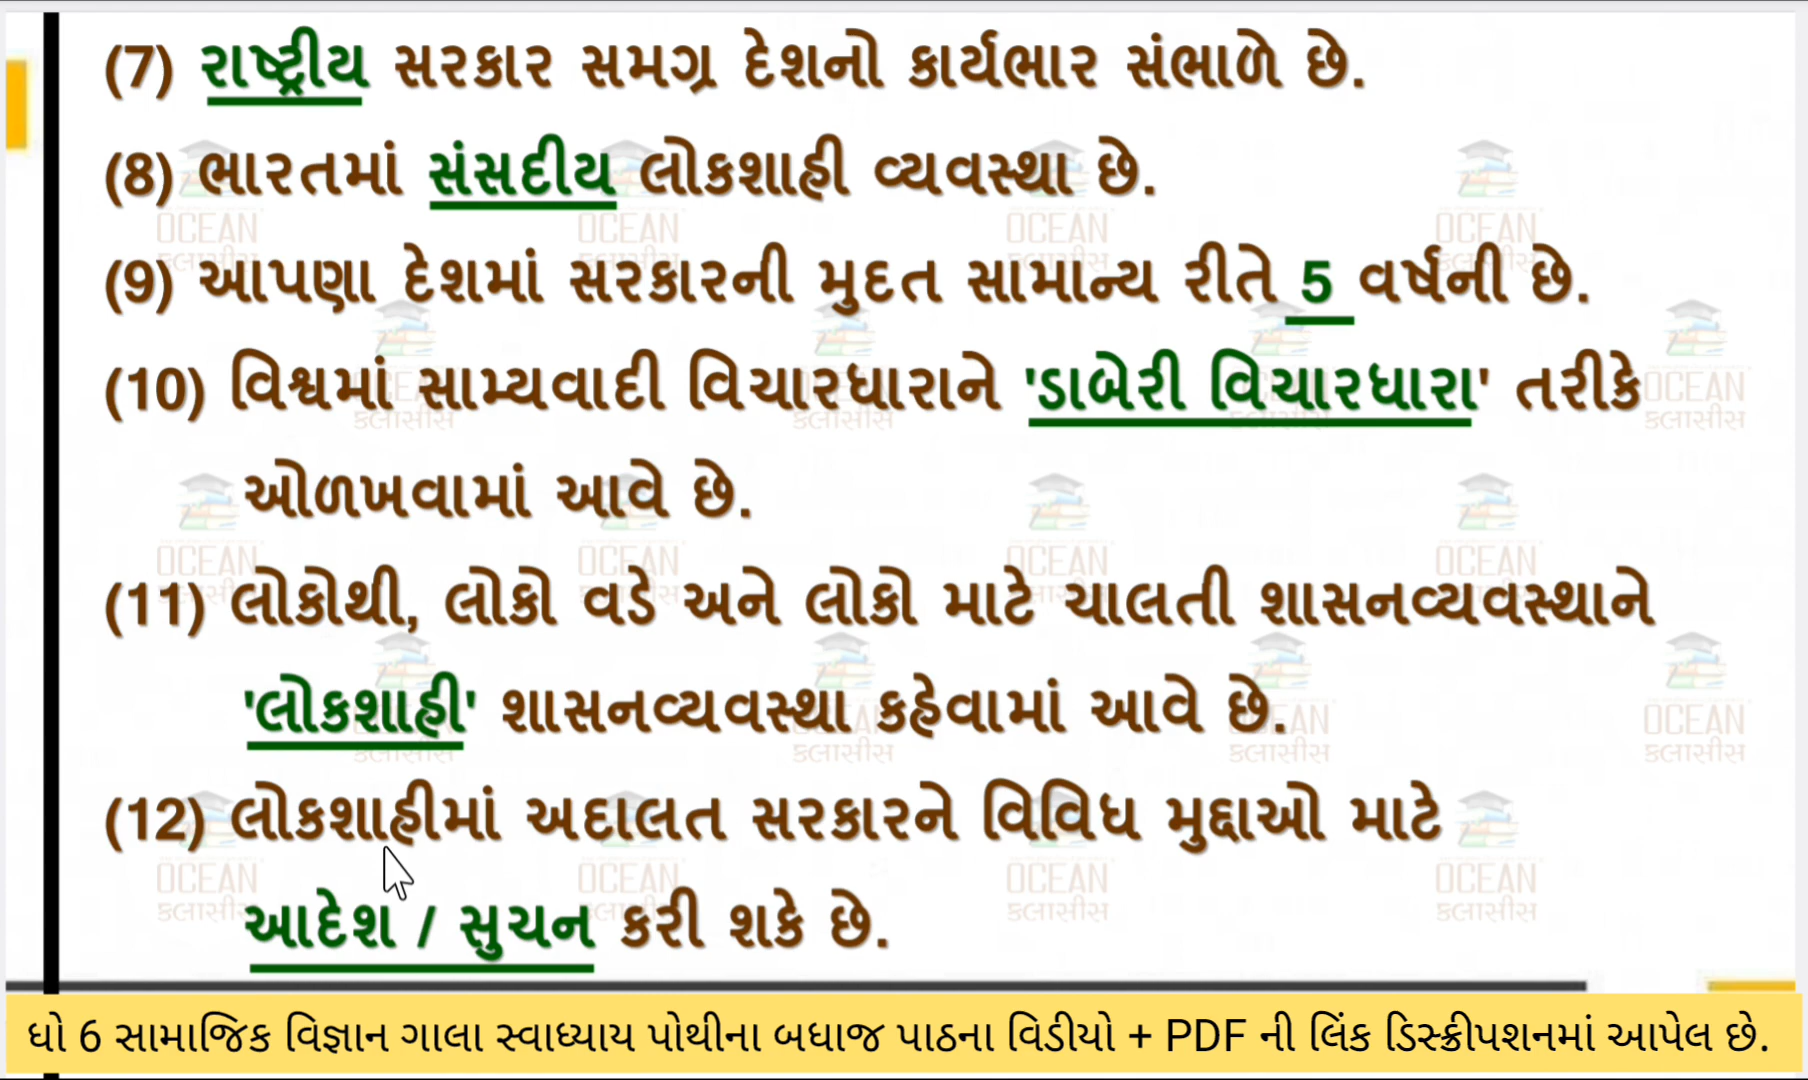 (7) રાષ્ટ્રીય સરકાર સમગ્ર દેશનો કાર્યભાર સંભાળે છે.
(8) ભારતમાં સંસદીય લોકશાહી વ્યવસ્થા છે.
(9) આપણા દેશમાં સરકારની મુદત સામાન્ય રીતે 5 વર્ષની છે.
(10) વિશ્વમાં સામ્યવાદી વિચારધારાને 'ડાબેરી વિચારધારા' તરીકે
ઓળખવામાં આવે છે.
(11) લોકોથી, લોકો વડે અને લોકો માટે ચાલતી શાસનવ્યવસ્થાને
'લોકશાહી' શાસનવ્યવસ્થા કહેવામાં આવે છે.
(12) લોકશાહીમાં અદાલત સરકારને વિવિધ મુદ્દાઓ માટે
આદેશ / સુચન કરી શકે છે.
ધો 6 સામાજિક વિજ્ઞાન ગાલા સ્વાધ્યાય પોથીના બધાજ પાઠના વિડીયો + PDF ની લિંક ડિસ્ક્રીપશનમાં આપેલ છે.
OCEAN
ક્લાસીસ